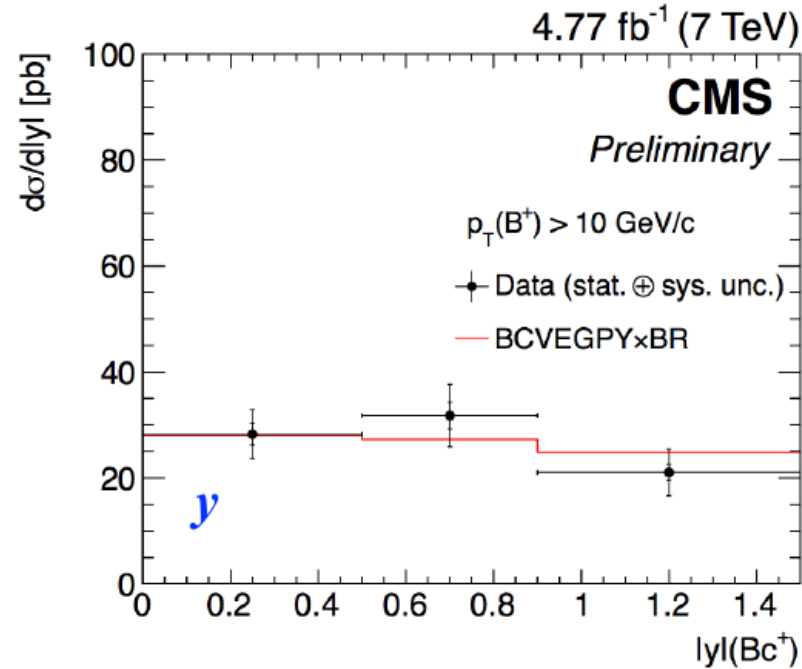 4.77 fb⁻¹ (7 TeV)
dσ/d|y| [pb]
100
80
60
40
20
0
CMS
Preliminary
p_T(B⁺) > 10 GeV/c
Data (stat. ⊕ sys. unc.)
BCVEGPY×BR
y
0 0.2 0.4 0.6 0.8 1 1.2 1.4
|y|(Bc⁺)